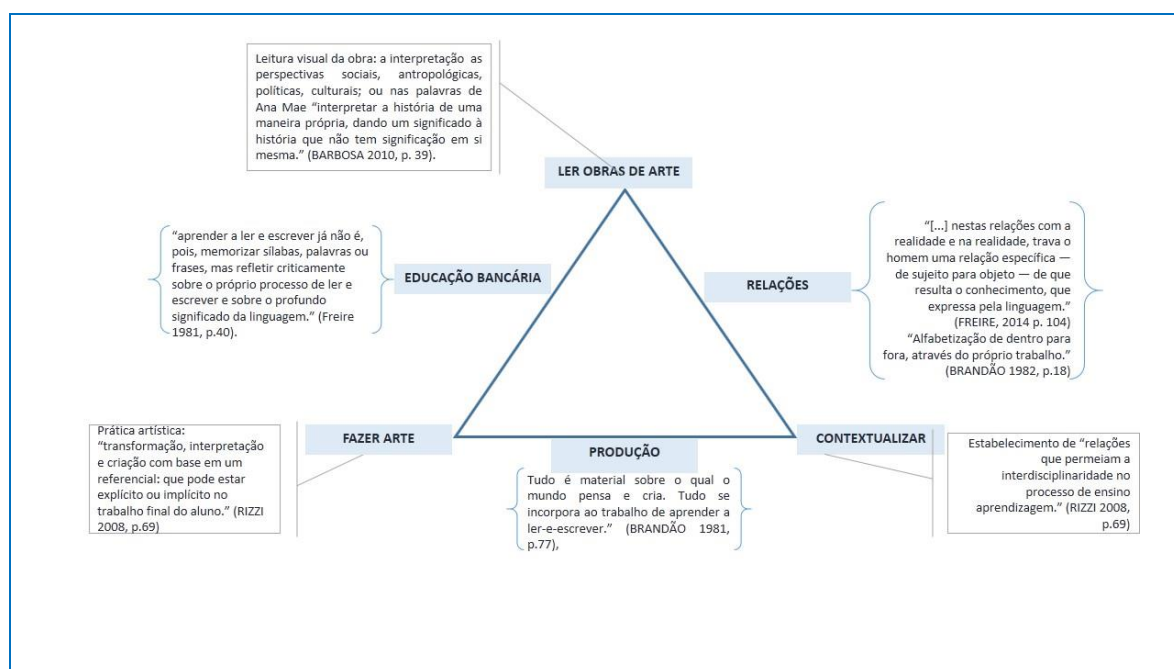 Leitura visual da obra: a interpretação as
perspectivas sociais, antropológicas,
políticas, culturais; ou nas palavras de
Ana Mae “interpretar a história de uma
maneira própria, dando um significado à
história que não tem significação em si
mesma.” (BARBOSA 2010, p. 39).
LER OBRAS DE ARTE
“aprender a ler e escrever já não é,
pois, memorizar sílabas, palavras ou
frases, mas refletir criticamente
sobre o próprio processo de ler e
escrever e sobre o profundo
significado da linguagem.” (Freire
1981, p.40).
EDUCAÇÃO BANCÁRIA
RELAÇÕES
“[...] nestas relações com a
realidade e na realidade, trava o
homem uma relação específica —
de sujeito para objeto — de que
resulta o conhecimento, que
expressa pela linguagem.”
(FREIRE, 2014 p. 104)
“Alfabetização de dentro para
fora, através do próprio trabalho.”
(BRANDÃO 1982, p.18)
Prática artística:
“transformação, interpretação
e criação com base em um
referencial: que pode estar
explícito ou implícito no
trabalho final do aluno.” (RIZZI
2008, p.69)
FAZER ARTE
PRODUÇÃO
Tudo é material sobre o qual o
mundo pensa e cria. Tudo se
incorpora ao trabalho de aprender a
ler-e-escrever.” (BRANDÃO 1981,
p.77),
CONTEXTUALIZAR
Estabelecimento de “relações
que permeiam a
interdisciplinaridade no
processo de ensino
aprendizagem.” (RIZZI 2008,
p.69)